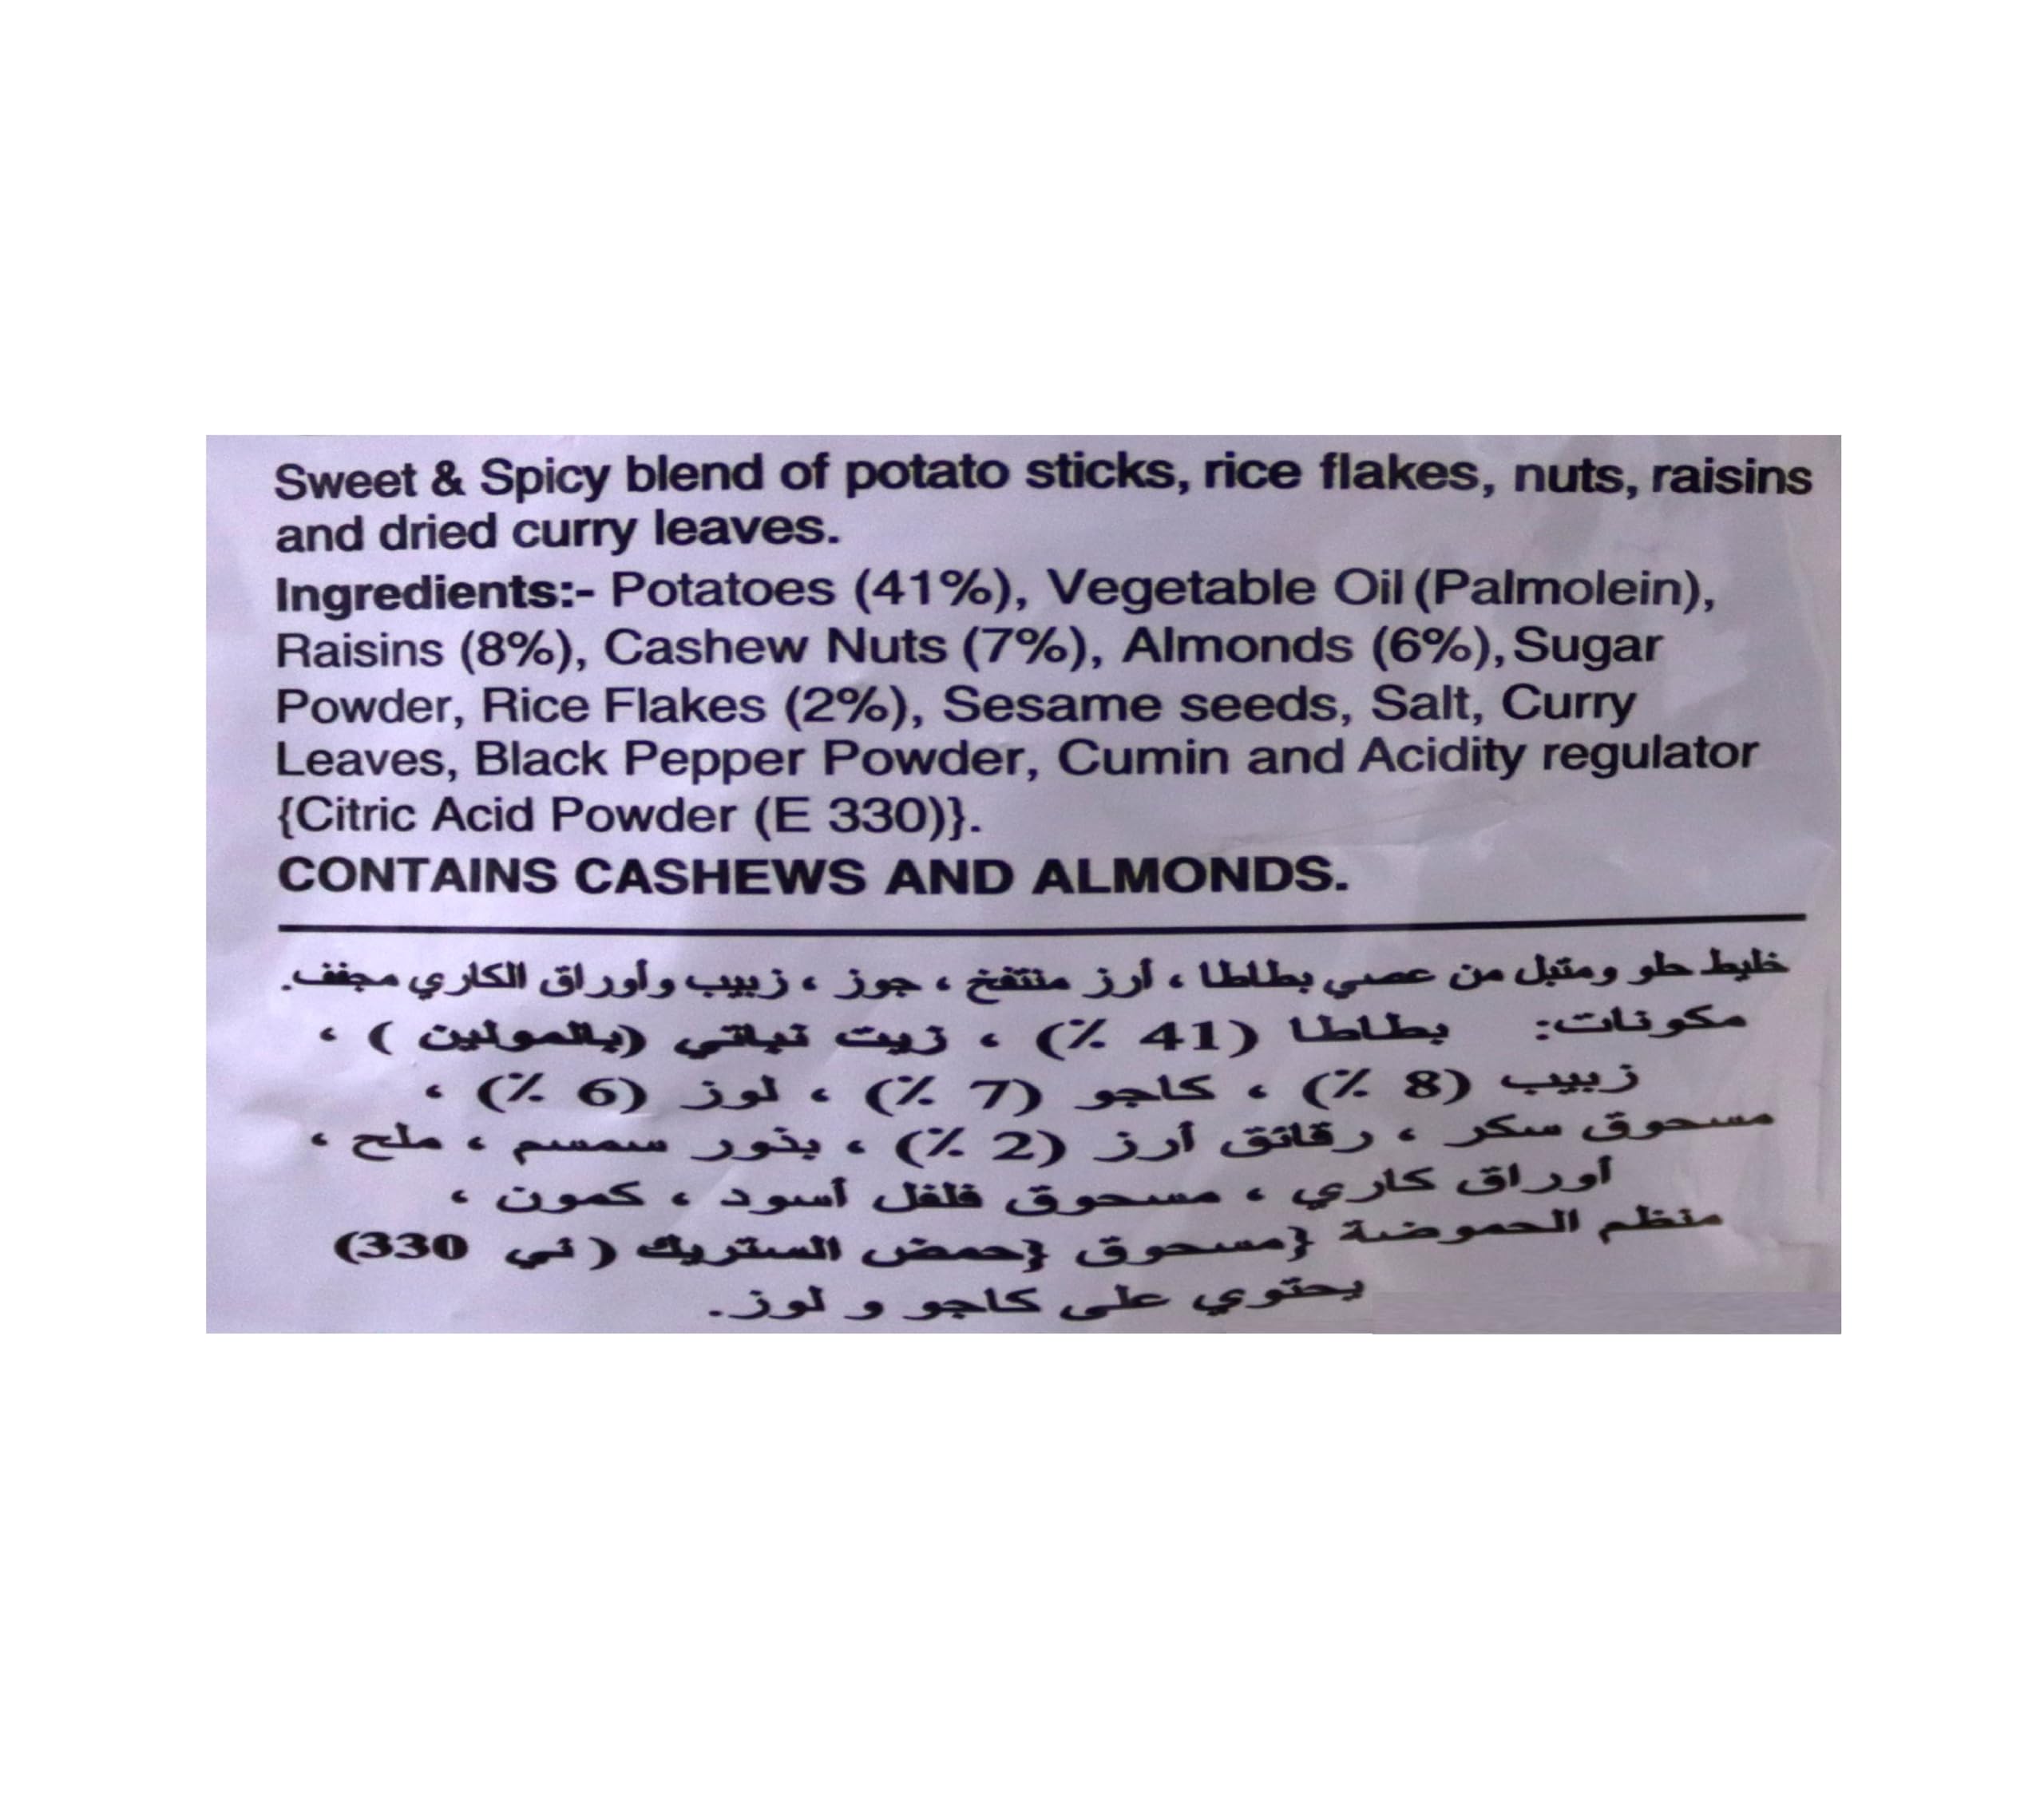 Sweet & Spicy blend of potato sticks, rice flakes, nuts, raisins
and dried curry leaves.
Ingredients:- Potatoes (41%), Vegetable Oil (Palmolein),
Raisins (8%), Cashew Nuts (7%), Almonds (6%), Sugar
Powder, Rice Flakes (2%), Sesame seeds, Salt, Curry
Leaves, Black Pepper Powder, Cumin and Acidity regulator
{Citric Acid Powder (E 330)}.
CONTAINS CASHEWS AND ALMONDS.
خليط حلو ومتبل من عصي بطاطا ، أرز منتفخ ، جوز ، زبيب وأوراق الكاري مجفف.
مكونات: بطاطا (41 ٪) ، زيت نباتي (بالمولين ) ،
زبيب (8 ٪) ، كاجو (7 ٪) ، لوز (6 ٪) ،
مسحوق سكر ، رقائق أرز (2 ٪) ، بذور سمسم ، ملح ،
أوراق كاري ، مسحوق فلفل أسود ، كمون ،
منظم الحموضة {مسحوق {حمض الستريك ( ئي 330)
يحتوي على كاجو و لوز.